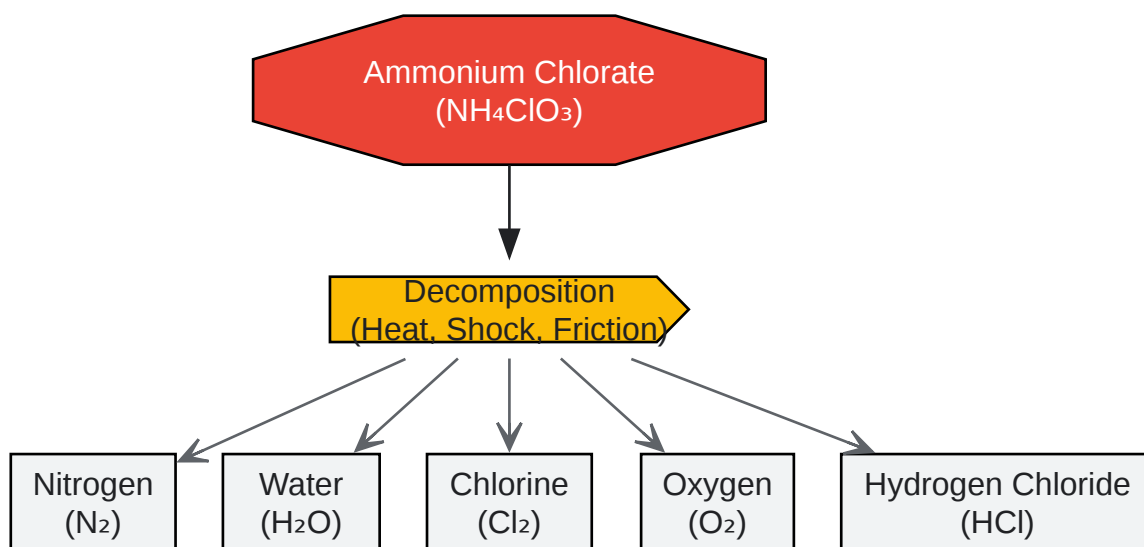 Ammonium Chlorate
(NH₄ClO₃)
Decomposition
(Heat, Shock, Friction)
Nitrogen
(N₂)
Water
(H₂O)
Chlorine
(Cl₂)
Oxygen
(O₂)
Hydrogen Chloride
(HCl)